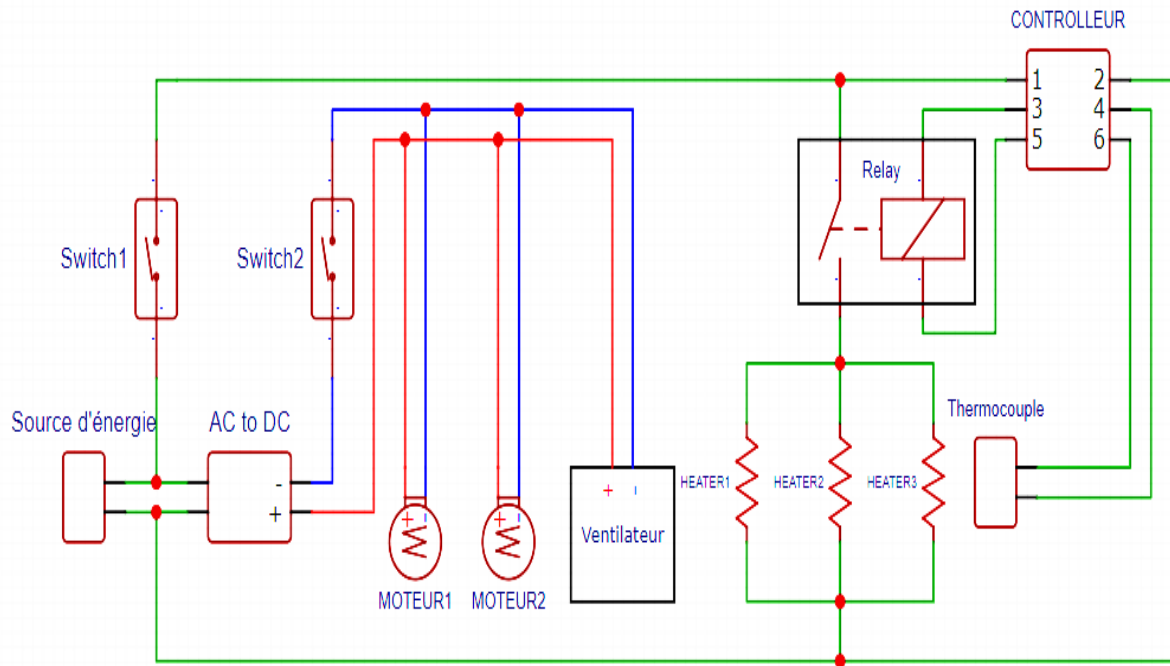 CONTROLLEUR
1 2
3 4
5 6
Relay
Switch1
Switch2
Source d'énergie
AC to DC
-
+
Thermocouple
HEATER1
HEATER2
HEATER3
+ -
+ -
+ -
Ventilateur
MOTEUR1
MOTEUR2